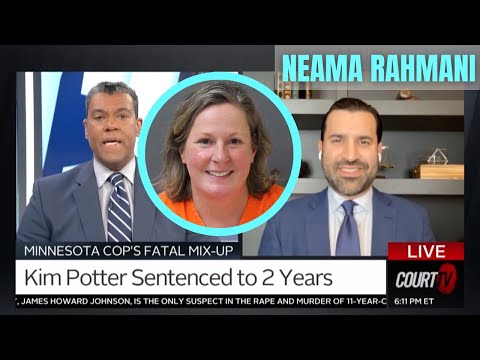 NEAMA RAHMANI
MINNESOTA COP'S FATAL MIX-UP
LIVE
Kim Potter Sentenced to 2 Years
COURT TV
, JAMES HOWARD JOHNSON, IS THE ONLY SUSPECT IN THE RAPE AND MURDER OF 11-YEAR-O
6:11 PM ET